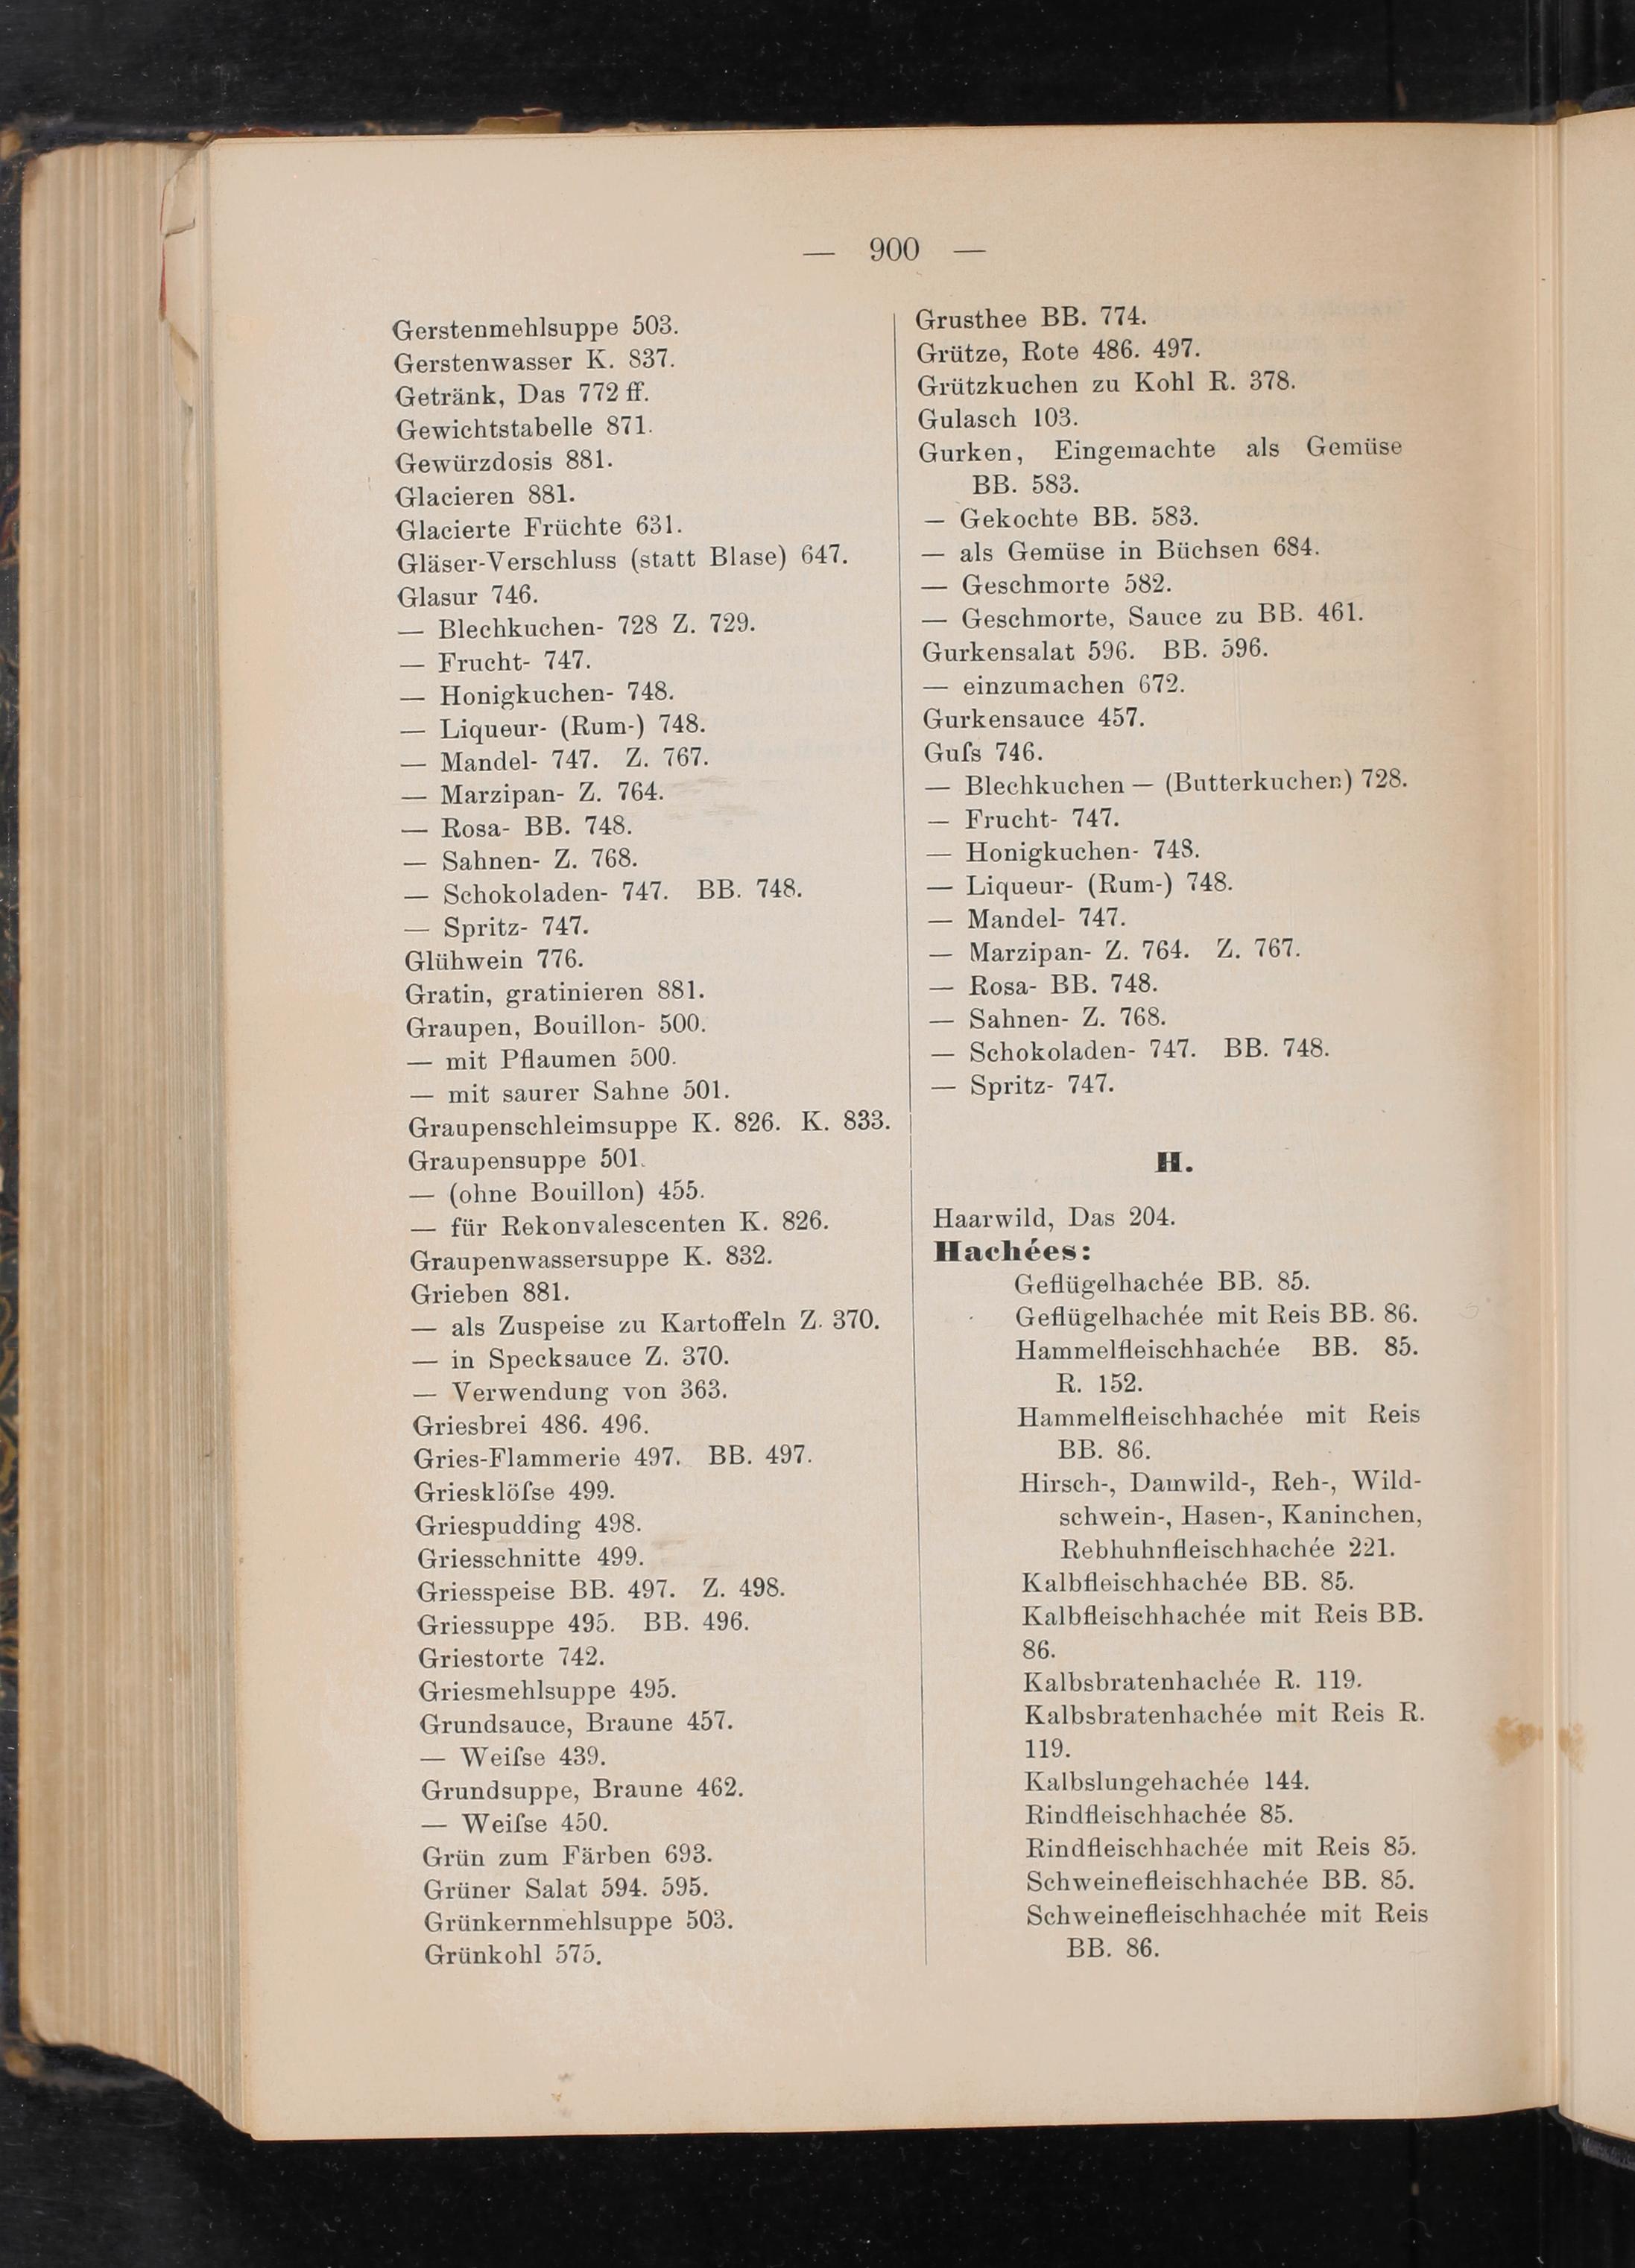 — 900 —
Gerstenmehlsuppe 503.
Gerstenwasser K. 837.
Getränk, Das 772 ff.
Gewichtstabelle 871.
Gewürzdosis 881.
Glacieren 881.
Glacierte Früchte 631.
Gläser-Verschluss (statt Blase) 647.
Glasur 746.
— Blechkuchen- 728 Z. 729.
— Frucht- 747.
— Honigkuchen- 748.
— Liqueur- (Rum-) 748.
— Mandel- 747. Z. 767.
— Marzipan- Z. 764.
— Rosa- BB. 748.
— Sahnen- Z. 768.
— Schokoladen- 747. BB. 748.
— Spritz- 747.
Glühwein 776.
Gratin, gratinieren 881.
Graupen, Bouillon- 500.
— mit Pflaumen 500.
— mit saurer Sahne 501.
Graupenschleimsuppe K. 826. K. 833.
Graupensuppe 501.
— (ohne Bouillon) 455.
— für Rekonvalescenten K. 826.
Graupenwassersuppe K. 832.
Grieben 881.
— als Zuspeise zu Kartoffeln Z. 370.
— in Specksauce Z. 370.
— Verwendung von 363.
Griesbrei 486. 496.
Gries-Flammerie 497. BB. 497.
Griesklöſse 499.
Griespudding 498.
Griesschnitte 499.
Griesspeise BB. 497. Z. 498.
Griessuppe 495. BB. 496.
Griestorte 742.
Griesmehlsuppe 495.
Grundsauce, Braune 457.
— Weiſse 439.
Grundsuppe, Braune 462.
— Weiſse 450.
Grün zum Färben 693.
Grüner Salat 594. 595.
Grünkernmehlsuppe 503.
Grünkohl 575.
Grusthee BB. 774.
Grütze, Rote 486. 497.
Grützkuchen zu Kohl R. 378.
Gulasch 103.
Gurken, Eingemachte als Gemüse
BB. 583.
— Gekochte BB. 583.
— als Gemüse in Büchsen 684.
— Geschmorte 582.
— Geschmorte, Sauce zu BB. 461.
Gurkensalat 596. BB. 596.
— einzumachen 672.
Gurkensauce 457.
Guſs 746.
— Blechkuchen — (Butterkuchen) 728.
— Frucht- 747.
— Honigkuchen- 748.
— Liqueur- (Rum-) 748.
— Mandel- 747.
— Marzipan- Z. 764. Z. 767.
— Rosa- BB. 748.
— Sahnen- Z. 768.
— Schokoladen- 747. BB. 748.
— Spritz- 747.
H.
Haarwild, Das 204.
Hachées:
Geflügelhachée BB. 85.
Geflügelhachée mit Reis BB. 86.
Hammelfleischhachée BB. 85.
R. 152.
Hammelfleischhachée mit Reis
BB. 86.
Hirsch-, Damwild-, Reh-, Wild-
schwein-, Hasen-, Kaninchen,
Rebhuhnfleischhachée 221.
Kalbfleischhachée BB. 85.
Kalbfleischhachée mit Reis BB.
86.
Kalbsbratenhachée R. 119.
Kalbsbratenhachée mit Reis R.
119.
Kalbslungehachée 144.
Rindfleischhachée 85.
Rindfleischhachée mit Reis 85.
Schweinefleischhachée BB. 85.
Schweinefleischhachée mit Reis
BB. 86.